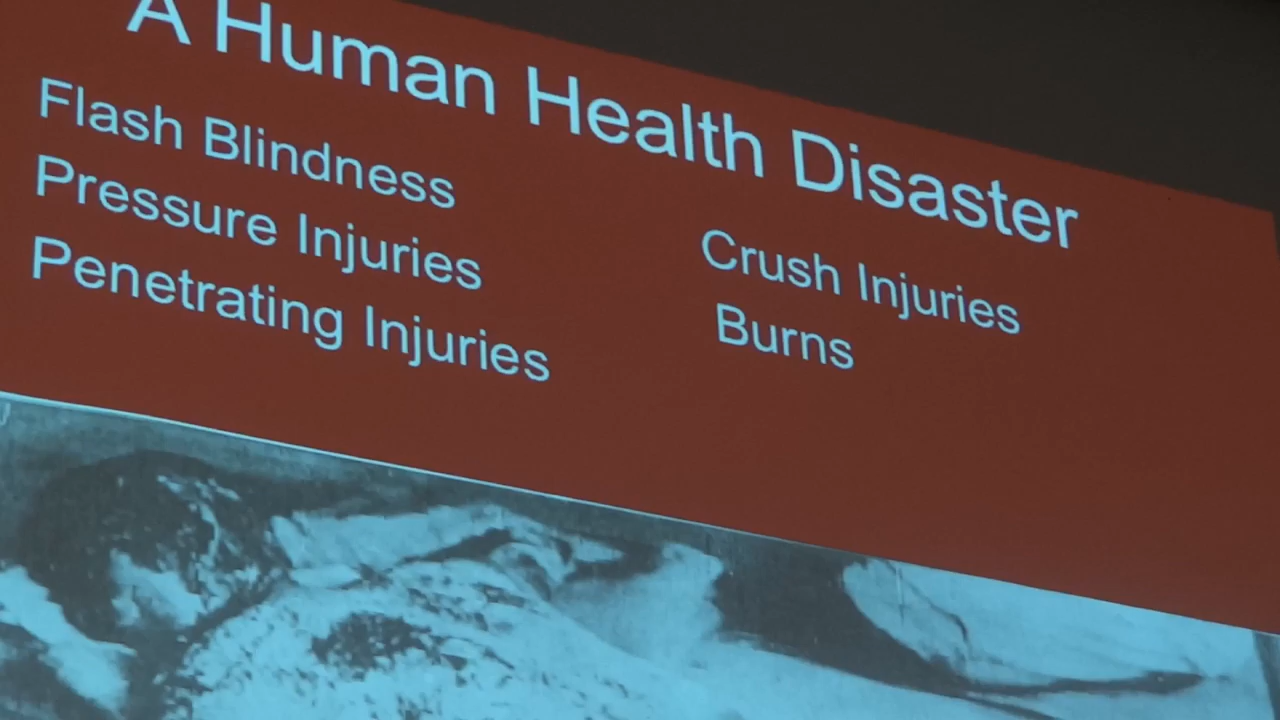 A Human Health Disaster
Flash Blindness
Pressure Injuries
Penetrating Injuries
Crush Injuries
Burns